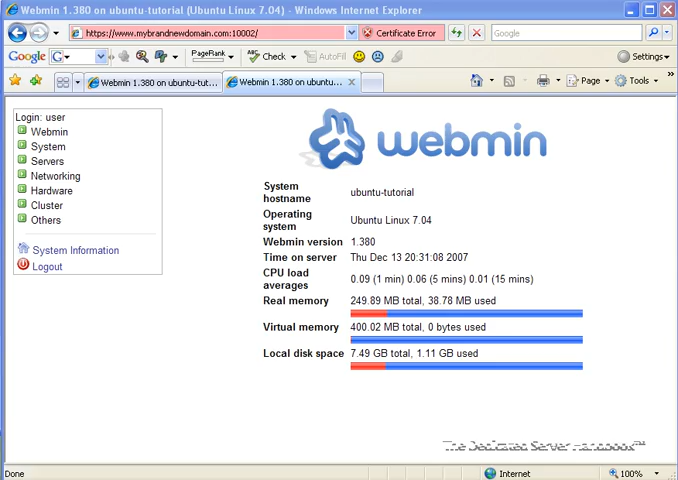 Webmin 1.380 on ubuntu-tutorial (Ubuntu Linux 7.04) - Windows Internet Explorer
https://www.mybrandnewdomain.com:10002/ Certificate Error Google
Google G PageRank Check AutoFill Settings
Webmin 1.380 on ubuntu-tut... Webmin 1.380 on ubuntu... Page Tools
Login: user
Webmin
System
Servers
Networking
Hardware
Cluster
Others
System Information
Logout
webmin
System hostname ubuntu-tutorial
Operating system Ubuntu Linux 7.04
Webmin version 1.380
Time on server Thu Dec 13 20:31:08 2007
CPU load averages 0.09 (1 min) 0.06 (5 mins) 0.01 (15 mins)
Real memory 249.89 MB total, 38.78 MB used
Virtual memory 400.02 MB total, 0 bytes used
Local disk space 7.49 GB total, 1.11 GB used
The Dedicated Server Handbook™
Done Internet 100%